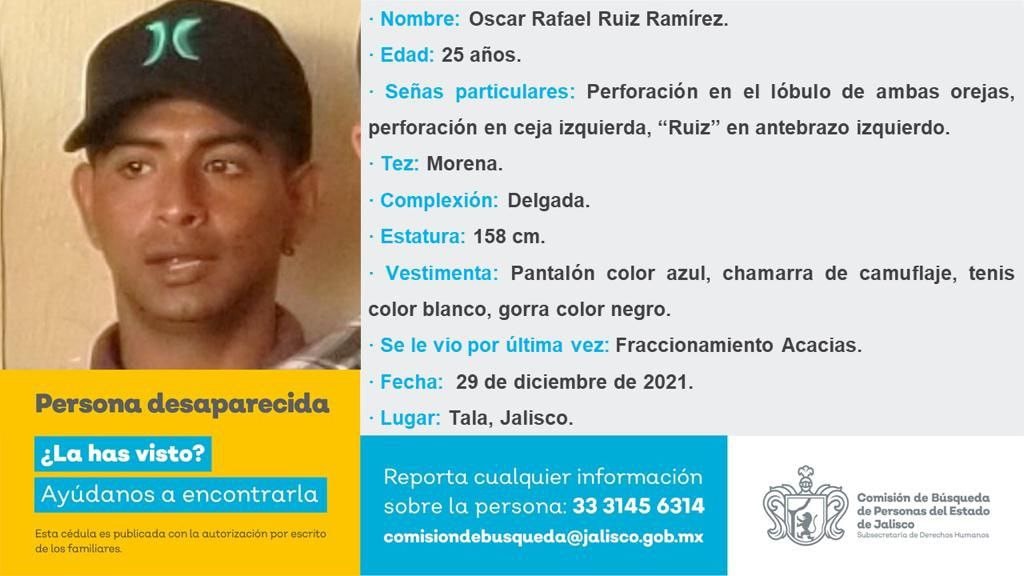 · Nombre: Oscar Rafael Ruiz Ramírez.
· Edad: 25 años.
· Señas particulares: Perforación en el lóbulo de ambas orejas,
perforación en ceja izquierda, “Ruiz” en antebrazo izquierdo.
· Tez: Morena.
· Complexión: Delgada.
· Estatura: 158 cm.
· Vestimenta: Pantalón color azul, chamarra de camuflaje, tenis
color blanco, gorra color negro.
· Se le vio por última vez: Fraccionamiento Acacias.
· Fecha: 29 de diciembre de 2021.
· Lugar: Tala, Jalisco.
Persona desaparecida
¿La has visto?
Ayúdanos a encontrarla
Esta cédula es publicada con la autorización por escrito
de los familiares.
Reporta cualquier información
sobre la persona: 33 3145 6314
comisiondebusqueda@jalisco.gob.mx
Comisión de Búsqueda
de Personas del Estado
de Jalisco
Subsecretaría de Derechos Humanos